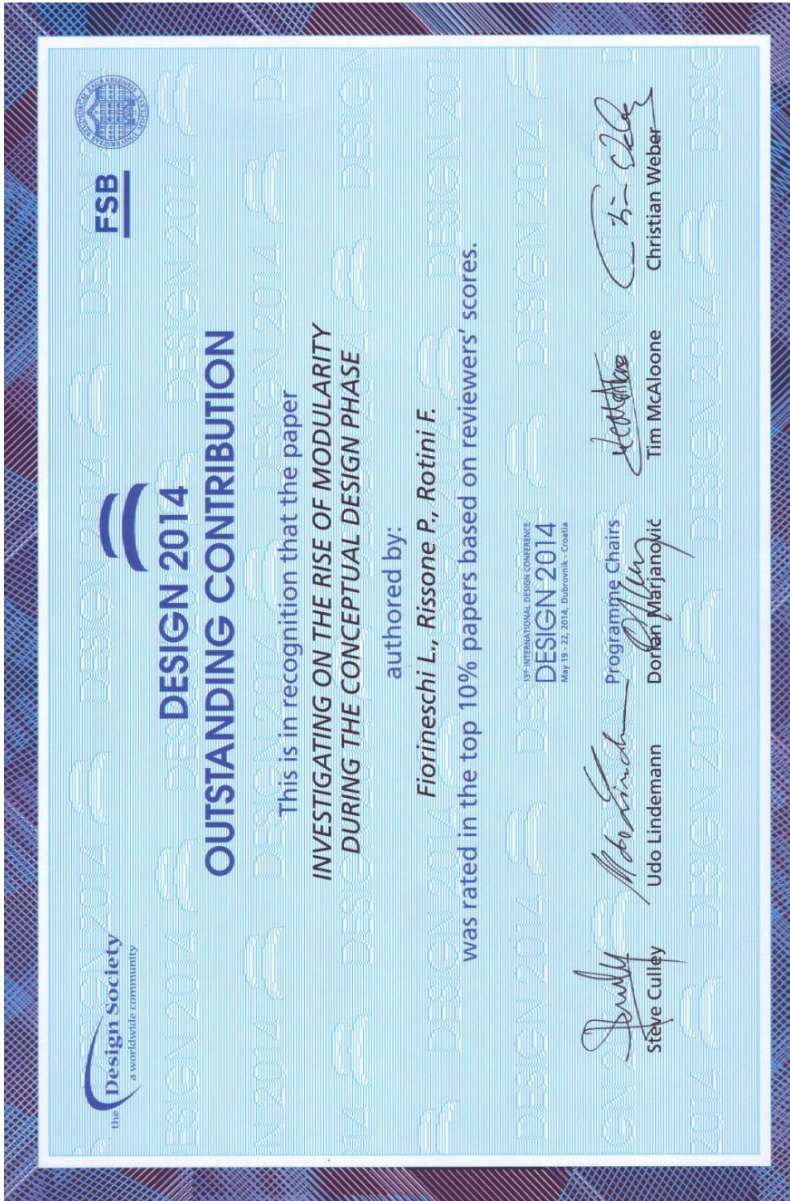 the Design Society
a worldwide community
FSB
DESIGN 2014
OUTSTANDING CONTRIBUTION
This is in recognition that the paper
INVESTIGATING ON THE RISE OF MODULARITY
DURING THE CONCEPTUAL DESIGN PHASE
authored by:
Fiorineschi L., Rissone P., Rotini F.
was rated in the top 10% papers based on reviewers' scores.
13th INTERNATIONAL DESIGN CONFERENCE
DESIGN 2014
May 19 - 22, 2014, Dubrovnik - Croatia
Programme Chairs
Steve Culley
Udo Lindemann
Dorian Marjanović
Tim McAloone
Christian Weber